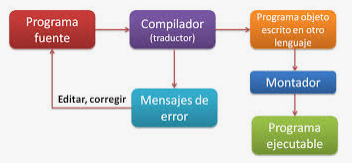 Programa
fuente
Compilador
(traductor)
Programa objeto
escrito en otro
lenguaje
Montador
Editar, corregir
Mensajes de
error
Programa
ejecutable